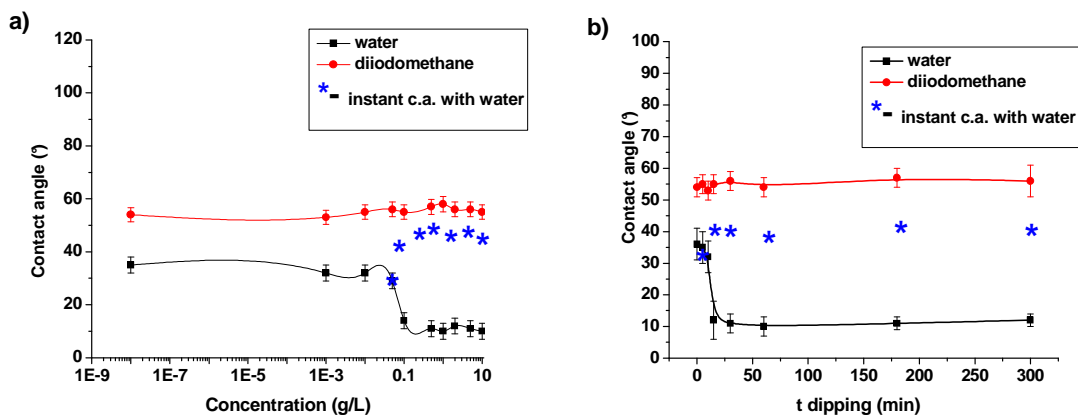 a)
water
diiodomethane
* - instant c.a. with water
Contact angle (°)
120
100
80
60
40
20
0
1E-9 1E-7 1E-5 1E-3 0.1 10
Concentration (g/L)
b)
water
diiodomethane
* - instant c.a. with water
Contact angle (°)
100
90
80
70
60
50
40
30
20
10
0
0 50 100 150 200 250 300
t dipping (min)